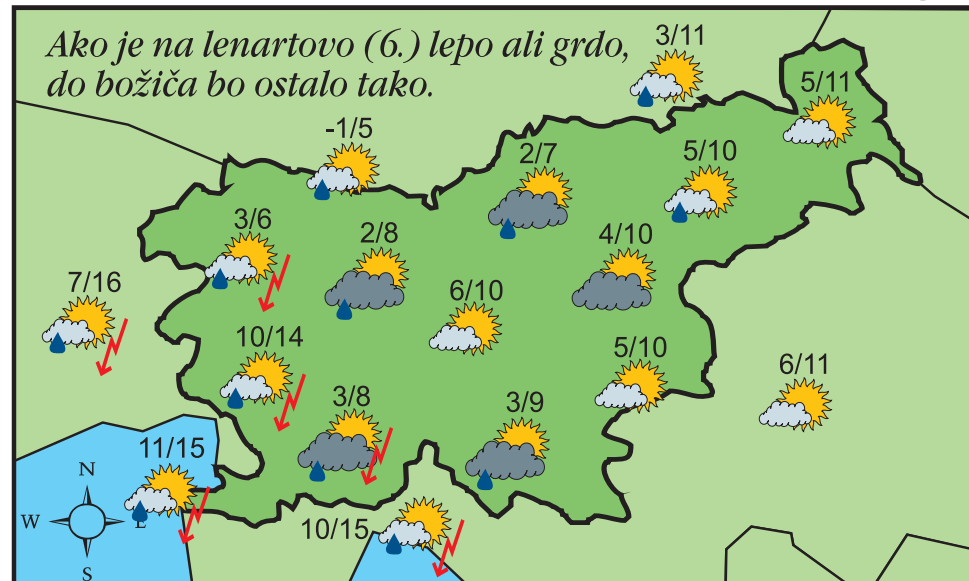 Ako je na lenartovo (6.) lepo ali grdo,
do božiča bo ostalo tako.
3/11
5/11
-1/5
2/7
5/10
3/6
2/8
4/10
7/16
6/10
10/14
5/10
6/11
3/8
3/9
11/15
10/15
N
W
E
S